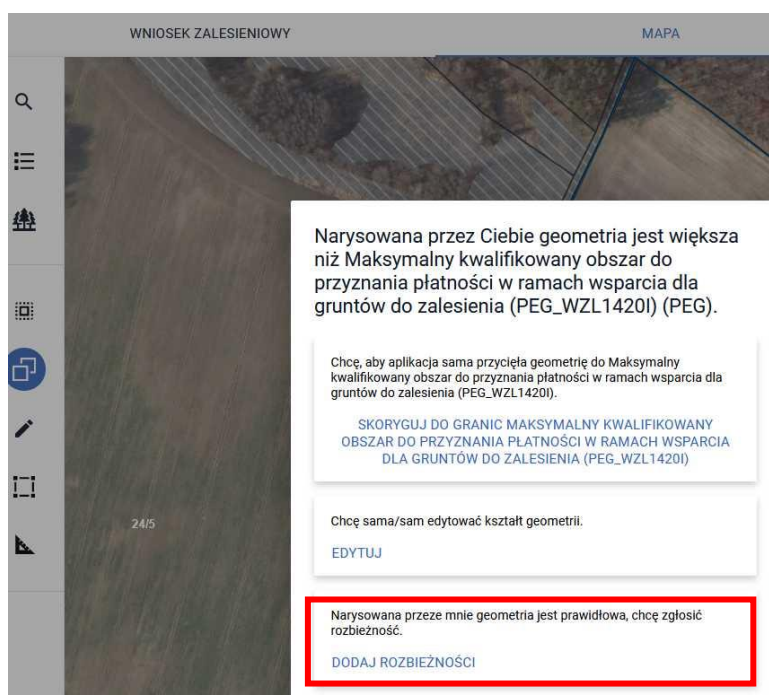 WNIOSEK ZALESIENIOWY
MAPA
Narysowana przez Ciebie geometria jest większa
niż Maksymalny kwalifikowany obszar do
przyznania płatności w ramach wsparcia dla
gruntów do zalesienia (PEG_WZL1420I) (PEG).
Chcę, aby aplikacja sama przycięła geometrię do Maksymalny
kwalifikowany obszar do przyznania płatności w ramach wsparcia dla
gruntów do zalesienia (PEG_WZL1420I).
SKORYGUJ DO GRANIC MAKSYMALNY KWALIFIKOWANY
OBSZAR DO PRZYZNANIA PŁATNOŚCI W RAMACH WSPARCIA
DLA GRUNTÓW DO ZALESIENIA (PEG_WZL1420I)
24/5
Chcę sama/sam edytować kształt geometrii.
EDYTUJ
Narysowana przeze mnie geometria jest prawidłowa, chcę zgłosić
rozbieżność.
DODAJ ROZBIEŻNOŚCI